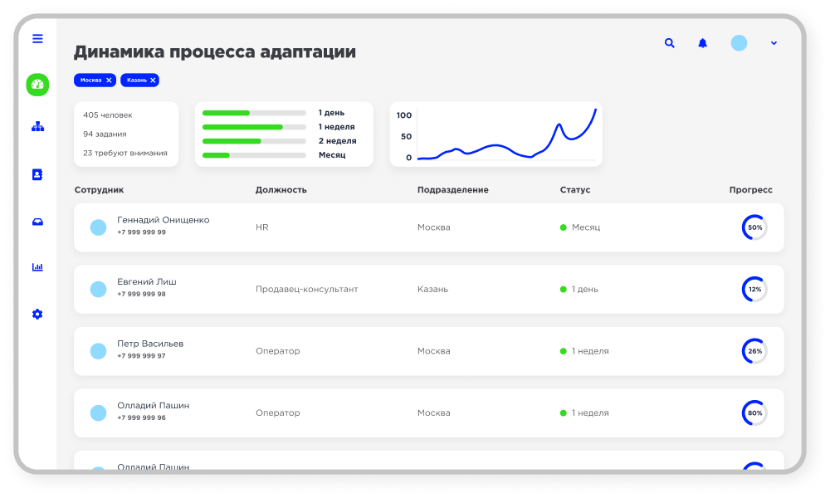 Динамика процесса адаптации
Москва ✕ Казань ✕
405 человек
94 задания
23 требуют внимания
1 день
1 неделя
2 неделя
Месяц
100
50
0
Сотрудник Должность Подразделение Статус Прогресс
Геннадий Онищенко
+7 999 999 99
HR Москва Месяц 50%
Евгений Лиш
+7 999 999 98
Продавец-консультант Казань 1 день 12%
Петр Васильев
+7 999 999 97
Оператор Москва 1 неделя 26%
Олладий Пашин
+7 999 999 96
Оператор Москва 1 неделя 80%
Олладий Пашин